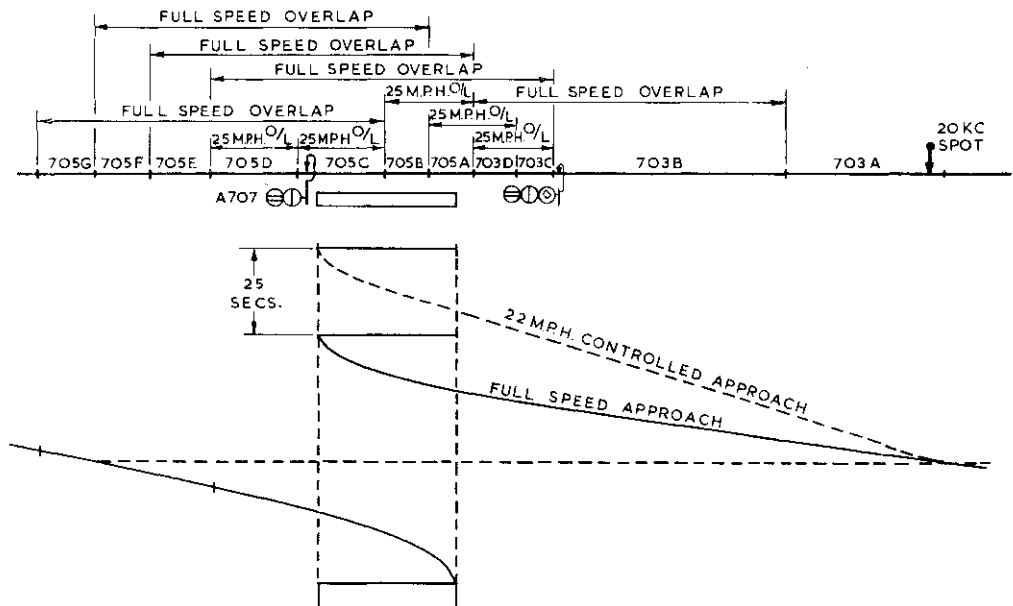 FULL SPEED OVERLAP
FULL SPEED OVERLAP
FULL SPEED OVERLAP
25 M.P.H. O/L
FULL SPEED OVERLAP
FULL SPEED OVERLAP
25 M.P.H. O/L
25 M.P.H. O/L
25 MPH O/L
25 M.P.H. O/L
20 KC
SPOT
705G
705F
705E
705D
705C
705B
705A
703D
703C
703B
703A
A707
25
SECS.
22 M.P.H. CONTROLLED APPROACH
FULL SPEED APPROACH